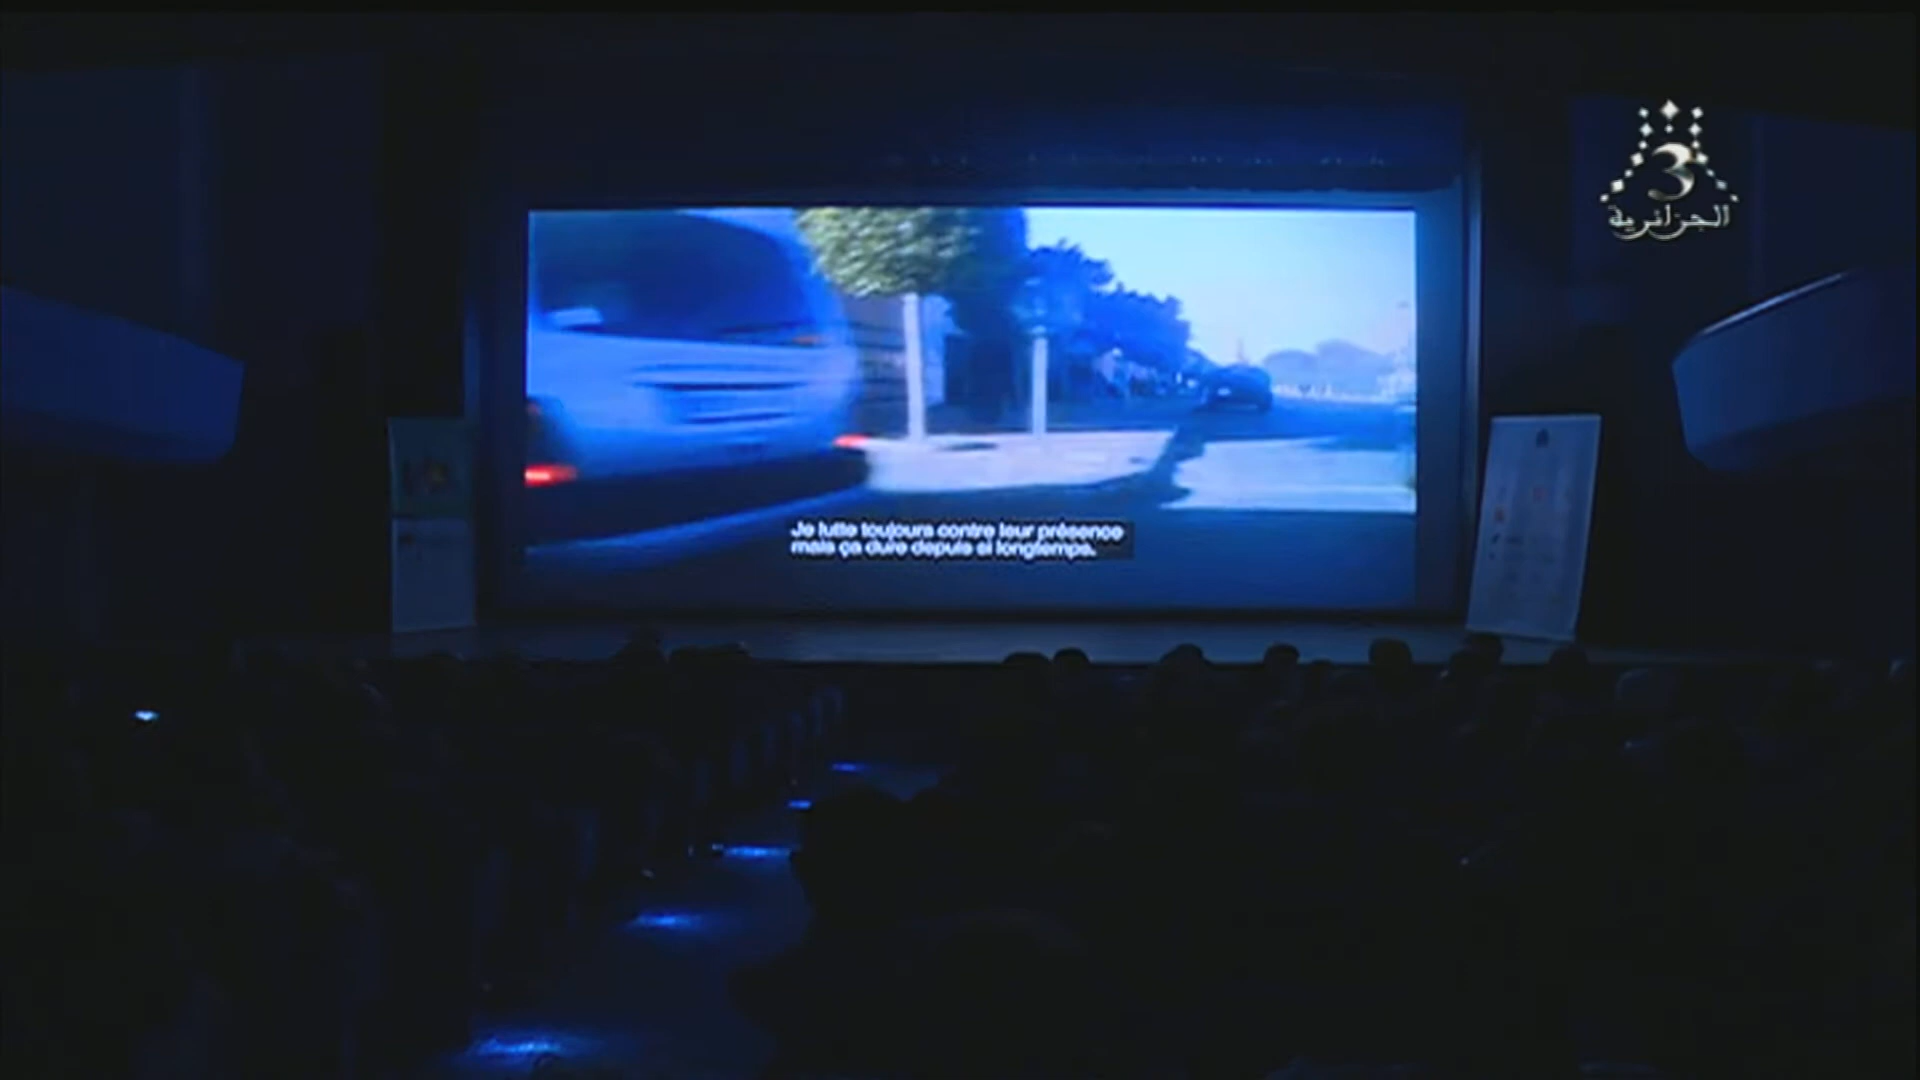 3
الجزائرية
Je lutte toujours contre leur présence
mais ça dure depuis si longtemps.